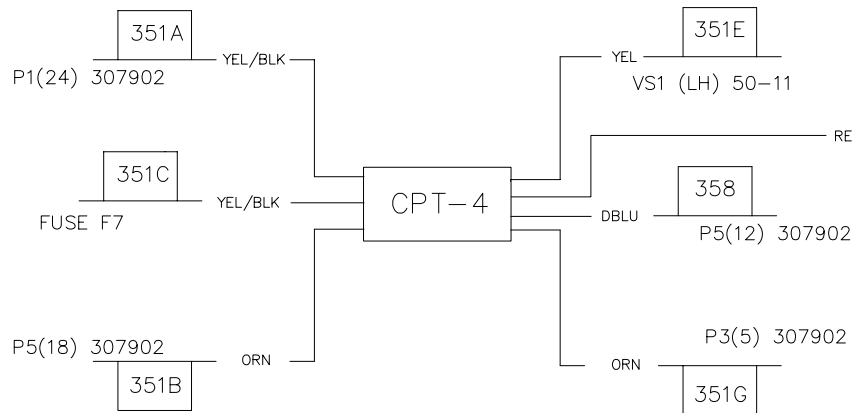 351A
YEL/BLK
P1(24) 307902
351C
YEL/BLK
FUSE F7
P5(18) 307902
ORN
351B
CPT-4
351E
YEL
VS1 (LH) 50-11
RE
358
DBLU
P5(12) 307902
P3(5) 307902
ORN
351G